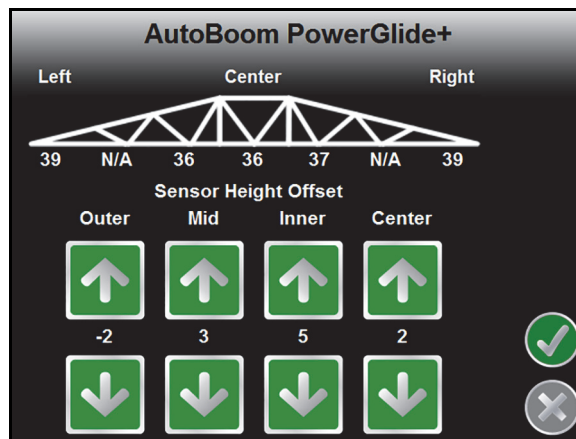 AutoBoom PowerGlide+
Left Center Right
39 N/A 36 36 37 N/A 39
Sensor Height Offset
Outer Mid Inner Center
-2 3 5 2